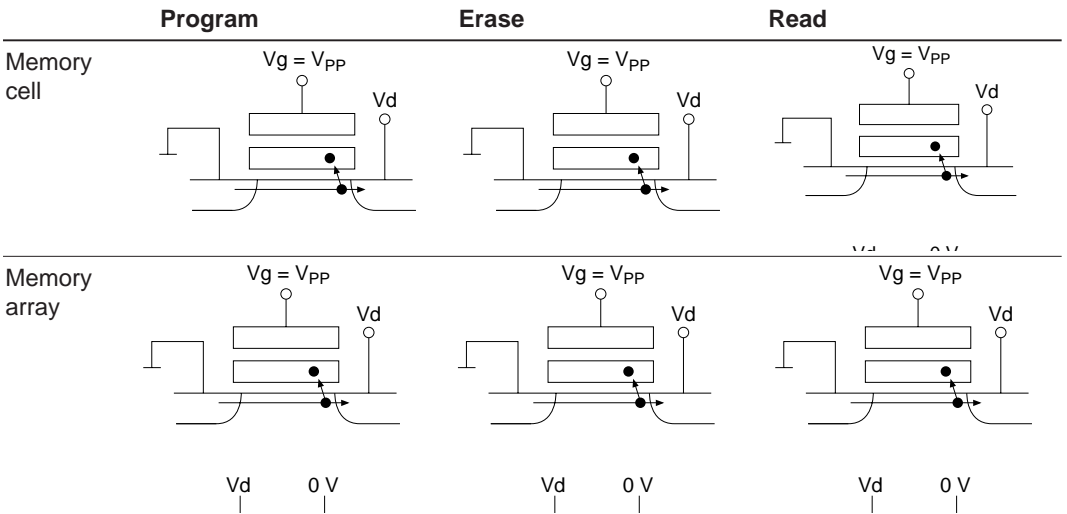 Program Erase Read
Memory
cell
Vg = VPP Vg = VPP Vg = VPP
Vd Vd Vd
Memory
array
Vg = VPP Vg = VPP Vg = VPP
Vd Vd Vd
Vd 0 V Vd 0 V Vd 0 V